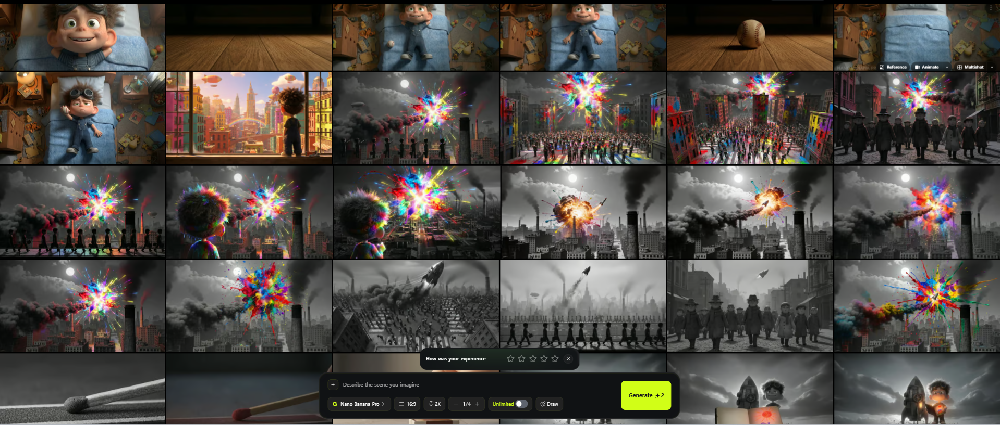 Reference
Animate
Multishot
How was your experience
Describe the scene you imagine
G Nano Banana Pro
16:9
2K
1/4
Unlimited
Draw
Generate 2